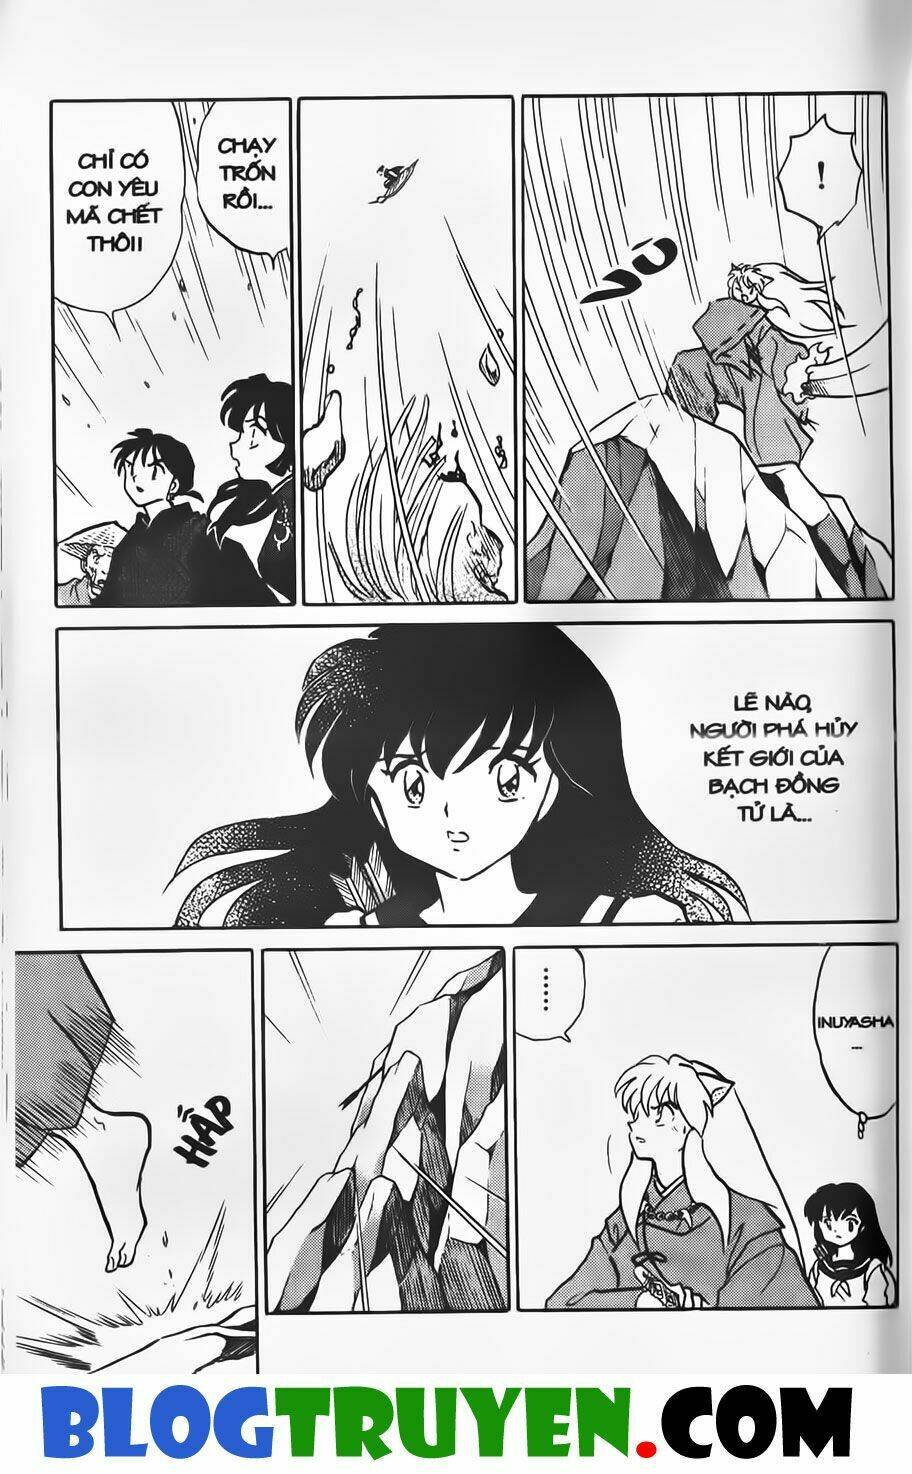 !
VÚ
CHẠY
TRỐN
RỒI...
CHỈ CÓ
CON YÊU
MÃ CHẾT
THÔI!
LẼ NÀO,
NGƯỜI PHÁ HỦY
KẾT GIỚI CỦA
BẠCH ĐỒNG
TỬ LÀ...
INUYASHA
...
......
HẤP
BLOGTRUYEN.COM